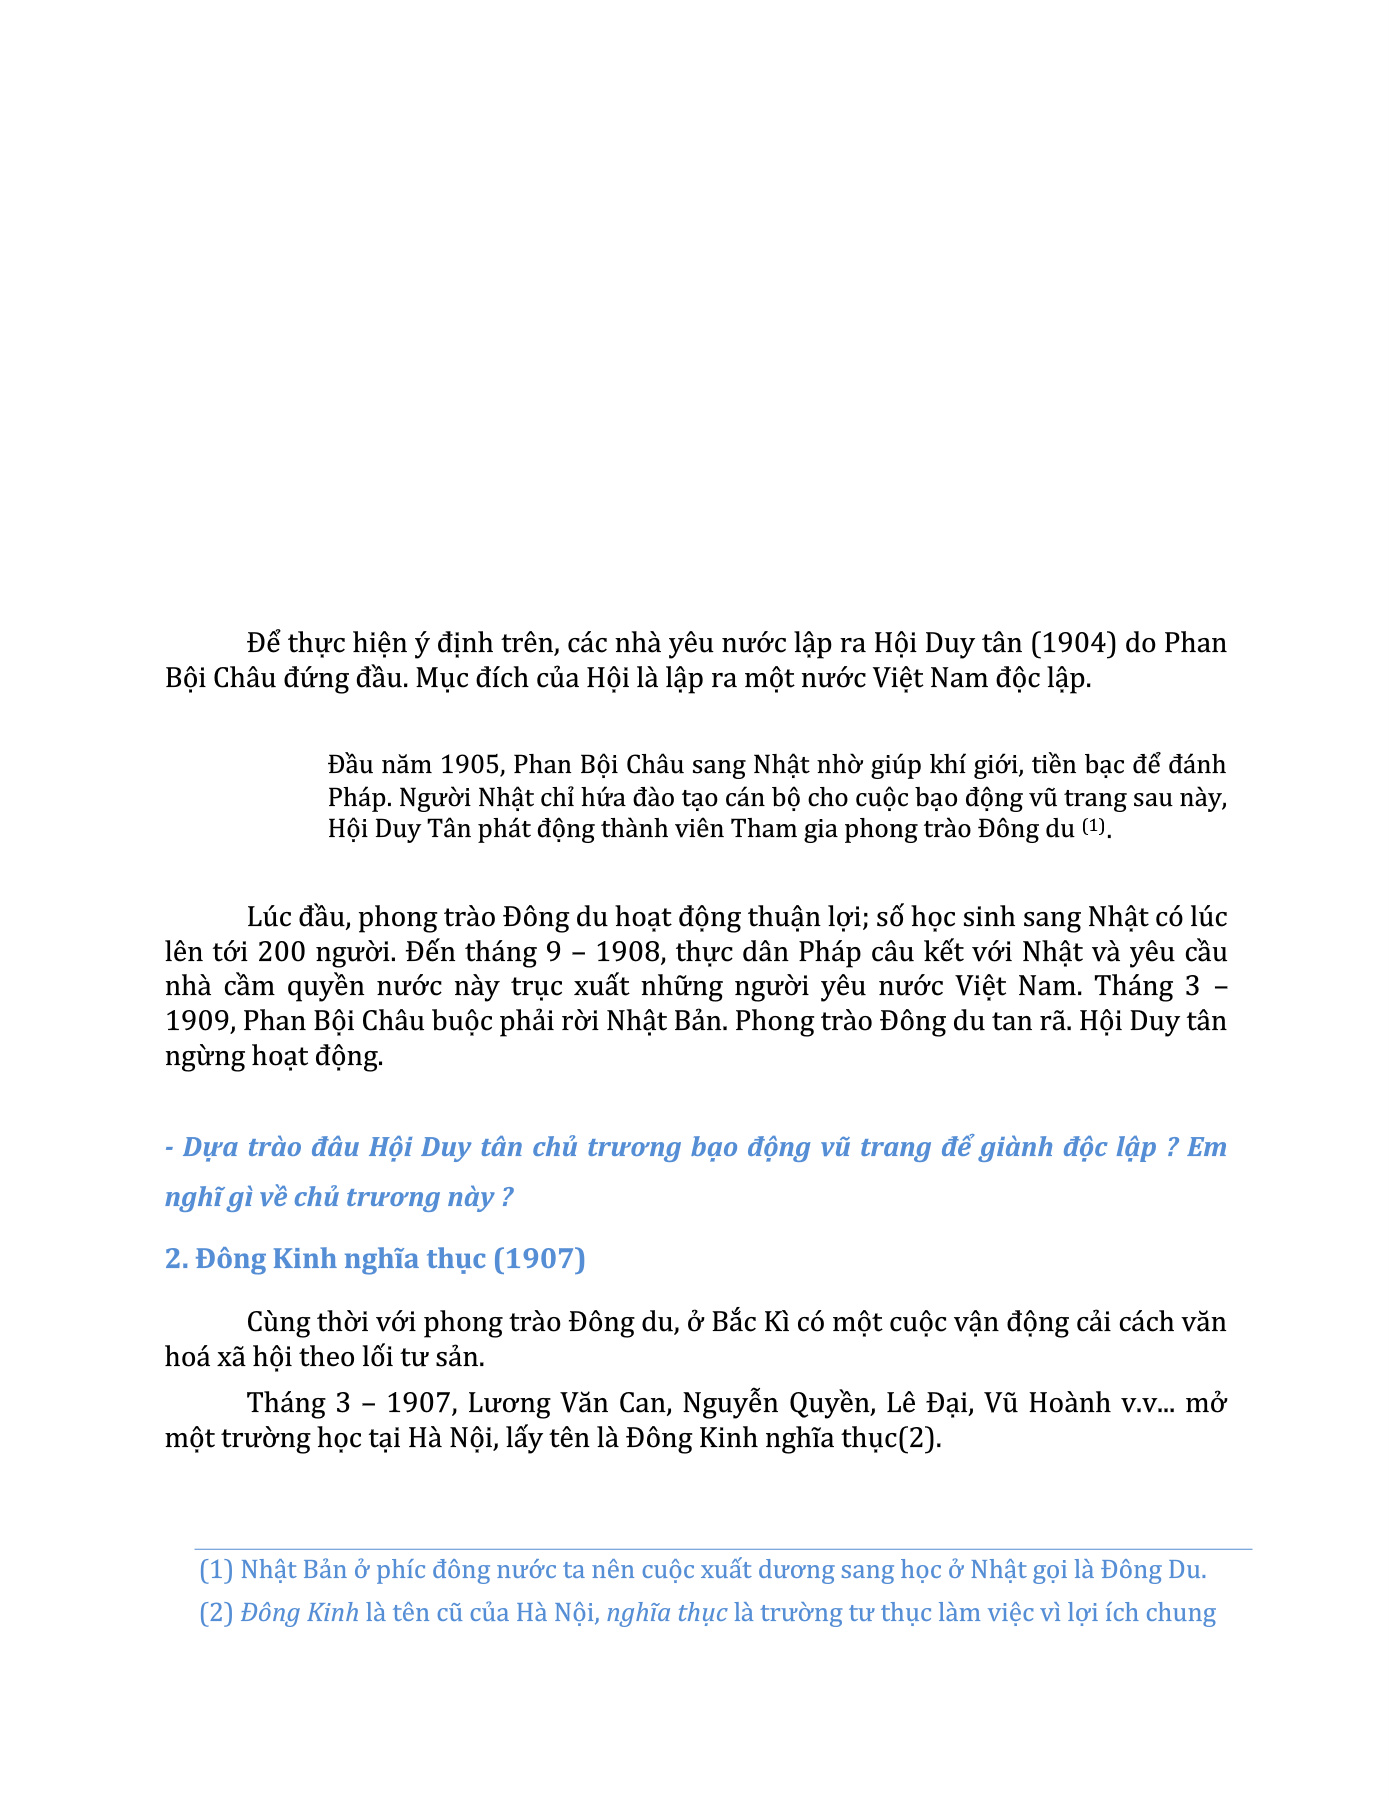 Để thực hiện ý định trên, các nhà yêu nước lập ra Hội Duy tân (1904) do Phan
Bội Châu đứng đầu. Mục đích của Hội là lập ra một nước Việt Nam độc lập.
Đầu năm 1905, Phan Bội Châu sang Nhật nhờ giúp khí giới, tiền bạc để đánh
Pháp. Người Nhật chỉ hứa đào tạo cán bộ cho cuộc bạo động vũ trang sau này,
Hội Duy Tân phát động thành viên Tham gia phong trào Đông du (1).
Lúc đầu, phong trào Đông du hoạt động thuận lợi; số học sinh sang Nhật có lúc
lên tới 200 người. Đến tháng 9 – 1908, thực dân Pháp câu kết với Nhật và yêu cầu
nhà cầm quyền nước này trục xuất những người yêu nước Việt Nam. Tháng 3 –
1909, Phan Bội Châu buộc phải rời Nhật Bản. Phong trào Đông du tan rã. Hội Duy tân
ngừng hoạt động.
- Dựa trào đâu Hội Duy tân chủ trương bạo động vũ trang để giành độc lập ? Em
nghĩ gì về chủ trương này ?
2. Đông Kinh nghĩa thục (1907)
Cùng thời với phong trào Đông du, ở Bắc Kì có một cuộc vận động cải cách văn
hoá xã hội theo lối tư sản.
Tháng 3 – 1907, Lương Văn Can, Nguyễn Quyền, Lê Đại, Vũ Hoành v.v... mở
một trường học tại Hà Nội, lấy tên là Đông Kinh nghĩa thục(2).
(1) Nhật Bản ở phíc đông nước ta nên cuộc xuất dương sang học ở Nhật gọi là Đông Du.
(2) Đông Kinh là tên cũ của Hà Nội, nghĩa thục là trường tư thục làm việc vì lợi ích chung